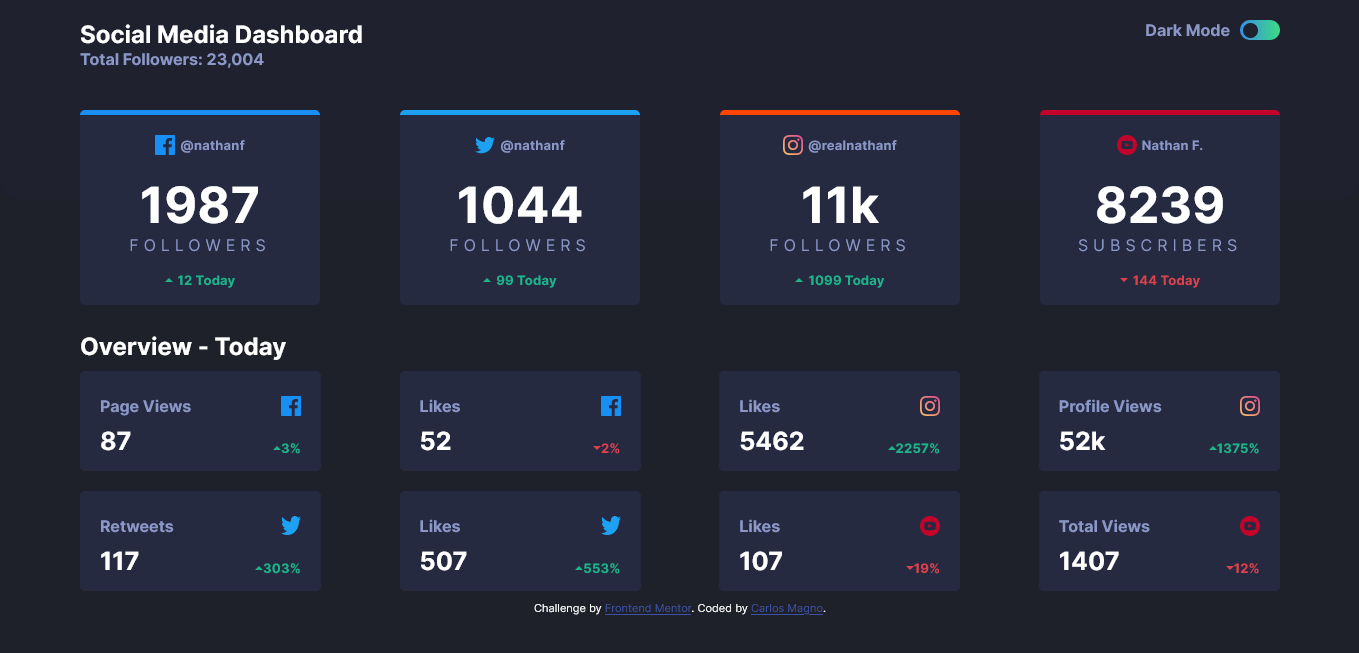 Social Media Dashboard
Total Followers: 23,004
Dark Mode
@nathanf
1987
FOLLOWERS
12 Today
@nathanf
1044
FOLLOWERS
99 Today
@realnathanf
11k
FOLLOWERS
1099 Today
Nathan F.
8239
SUBSCRIBERS
144 Today
Overview - Today
Page Views
87
3%
Likes
52
2%
Likes
5462
2257%
Profile Views
52k
1375%
Retweets
117
303%
Likes
507
553%
Likes
107
19%
Total Views
1407
12%
Challenge by Frontend Mentor. Coded by Carlos Magno.